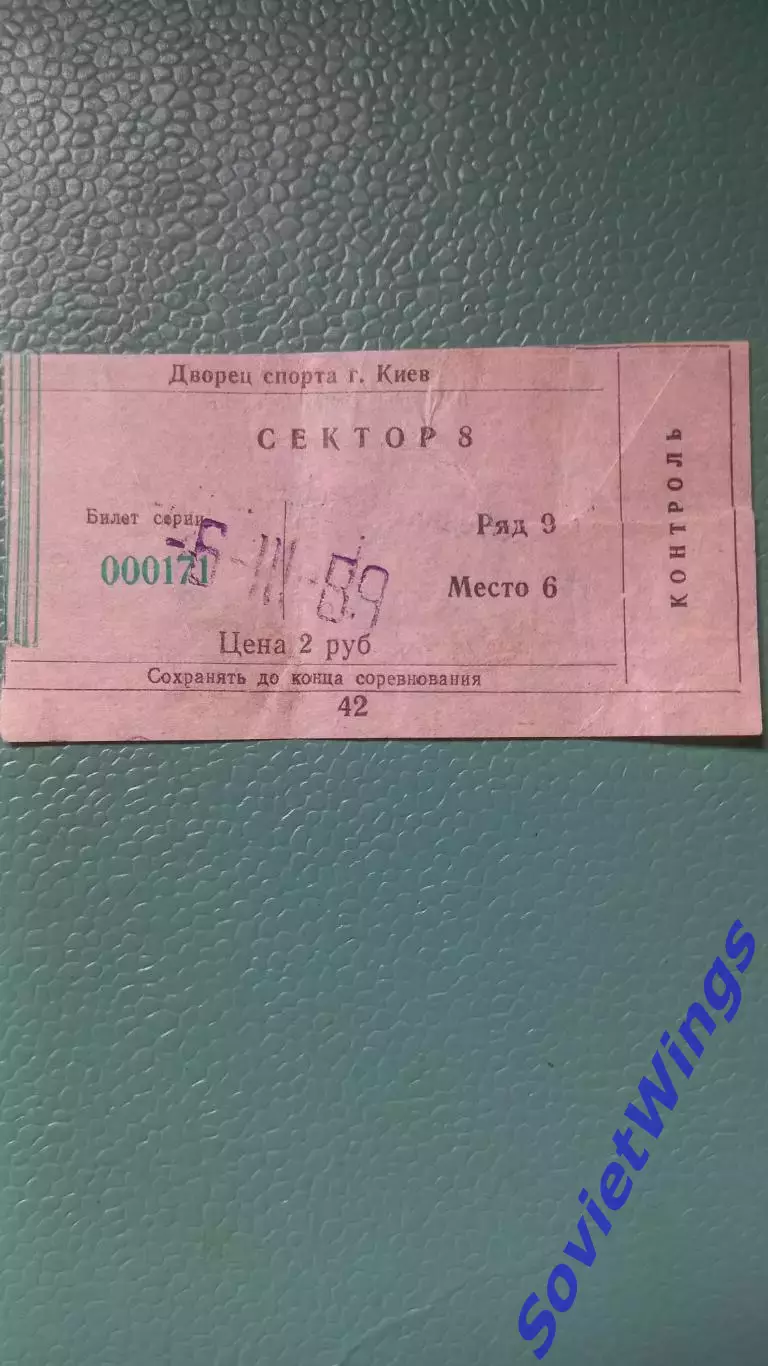 Дворец спорта г. Киев
СЕКТОР 8
Билет серии
000171
-5-III-89
Ряд 9
Место 6
Цена 2 руб
Сохранять до конца соревнования
42
КОНТРОЛЬ
SovietWings